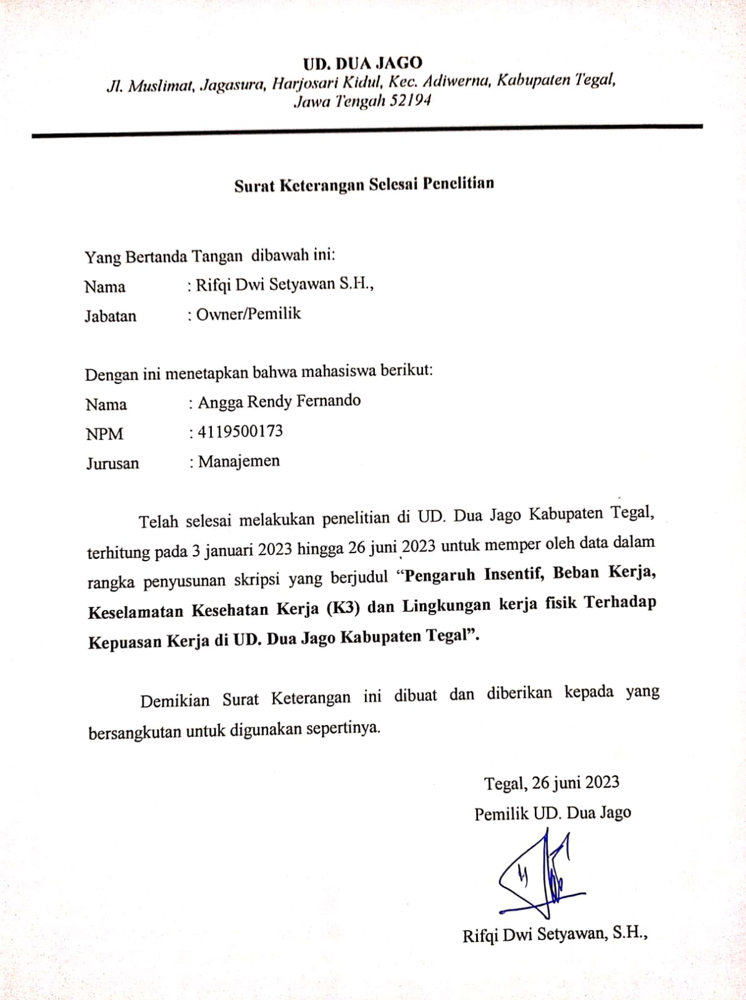 UD. DUA JAGO
Jl. Muslimat, Jagasura, Harjosari Kidul, Kec. Adiwerna, Kabupaten Tegal,
Jawa Tengah 52194
Surat Keterangan Selesai Penelitian
Yang Bertanda Tangan dibawah ini:
Nama : Rifqi Dwi Setyawan S.H.,
Jabatan : Owner/Pemilik
Dengan ini menetapkan bahwa mahasiswa berikut:
Nama : Angga Rendy Fernando
NPM : 4119500173
Jurusan : Manajemen
Telah selesai melakukan penelitian di UD. Dua Jago Kabupaten Tegal,
terhitung pada 3 januari 2023 hingga 26 juni 2023 untuk memper oleh data dalam
rangka penyusunan skripsi yang berjudul “Pengaruh Insentif, Beban Kerja,
Keselamatan Kesehatan Kerja (K3) dan Lingkungan kerja fisik Terhadap
Kepuasan Kerja di UD. Dua Jago Kabupaten Tegal”.
Demikian Surat Keterangan ini dibuat dan diberikan kepada yang
bersangkutan untuk digunakan sepertinya.
Tegal, 26 juni 2023
Pemilik UD. Dua Jago
Rifqi Dwi Setyawan, S.H.,